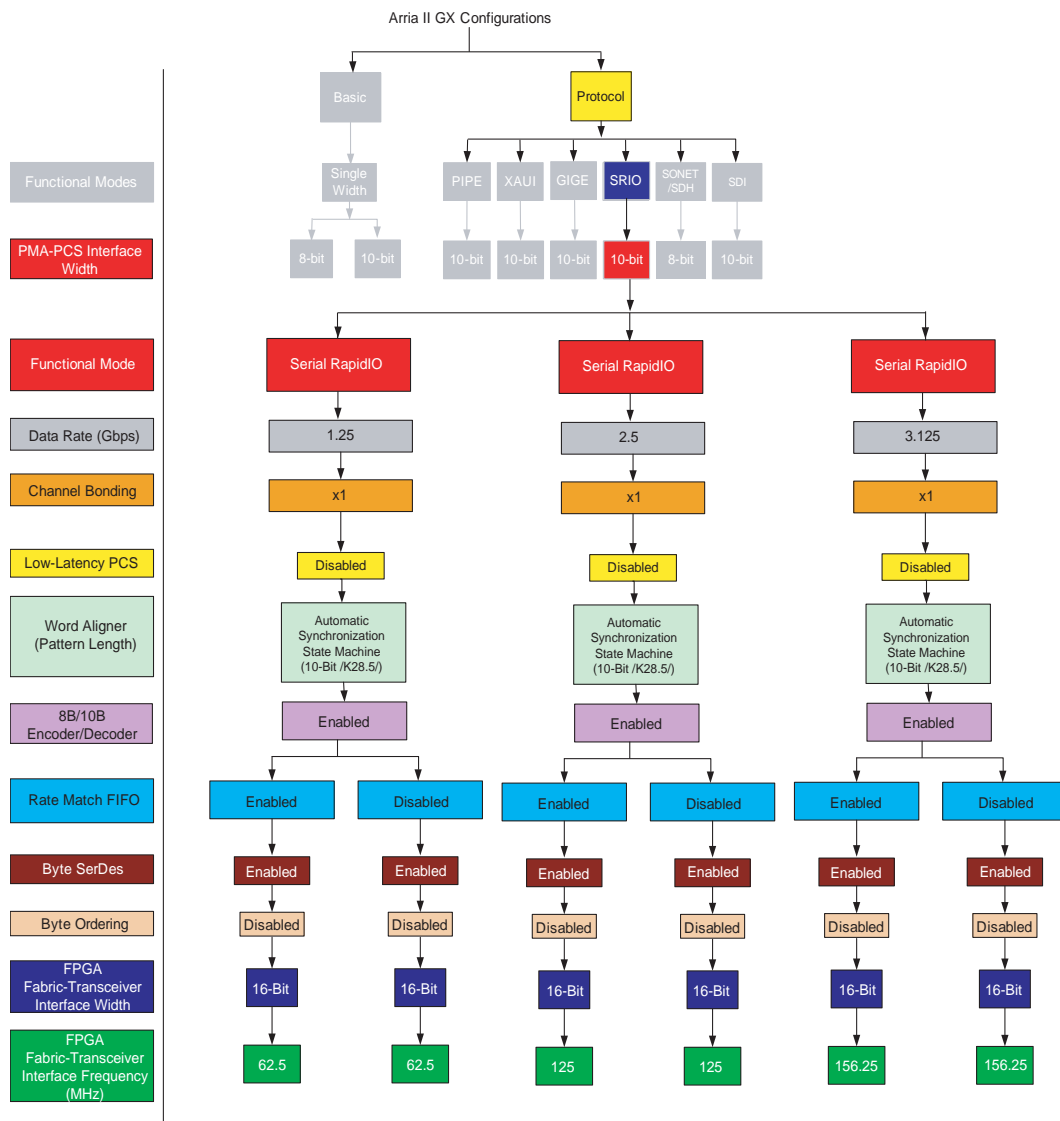 Arria II GX Configurations
Basic
Protocol
Functional Modes
Single
Width
PIPE
XAUI
GIGE
SRIO
SONET
/SDH
SDI
PMA-PCS Interface
Width
8-bit
10-bit
10-bit
10-bit
10-bit
10-bit
8-bit
10-bit
Functional Mode
Serial RapidIO
Serial RapidIO
Serial RapidIO
Data Rate (Gbps)
1.25
2.5
3.125
Channel Bonding
x1
x1
x1
Low-Latency PCS
Disabled
Disabled
Disabled
Word Aligner
(Pattern Length)
Automatic
Synchronization
State Machine
(10-Bit /K28.5/)
Automatic
Synchronization
State Machine
(10-Bit /K28.5/)
Automatic
Synchronization
State Machine
(10-Bit /K28.5/)
8B/10B
Encoder/Decoder
Enabled
Enabled
Enabled
Rate Match FIFO
Enabled
Disabled
Enabled
Disabled
Enabled
Disabled
Byte SerDes
Enabled
Enabled
Enabled
Enabled
Enabled
Enabled
Byte Ordering
Disabled
Disabled
Disabled
Disabled
Disabled
Disabled
FPGA
Fabric-Transceiver
Interface Width
16-Bit
16-Bit
16-Bit
16-Bit
16-Bit
16-Bit
FPGA
Fabric-Transceiver
Interface Frequency
(MHz)
62.5
62.5
125
125
156.25
156.25